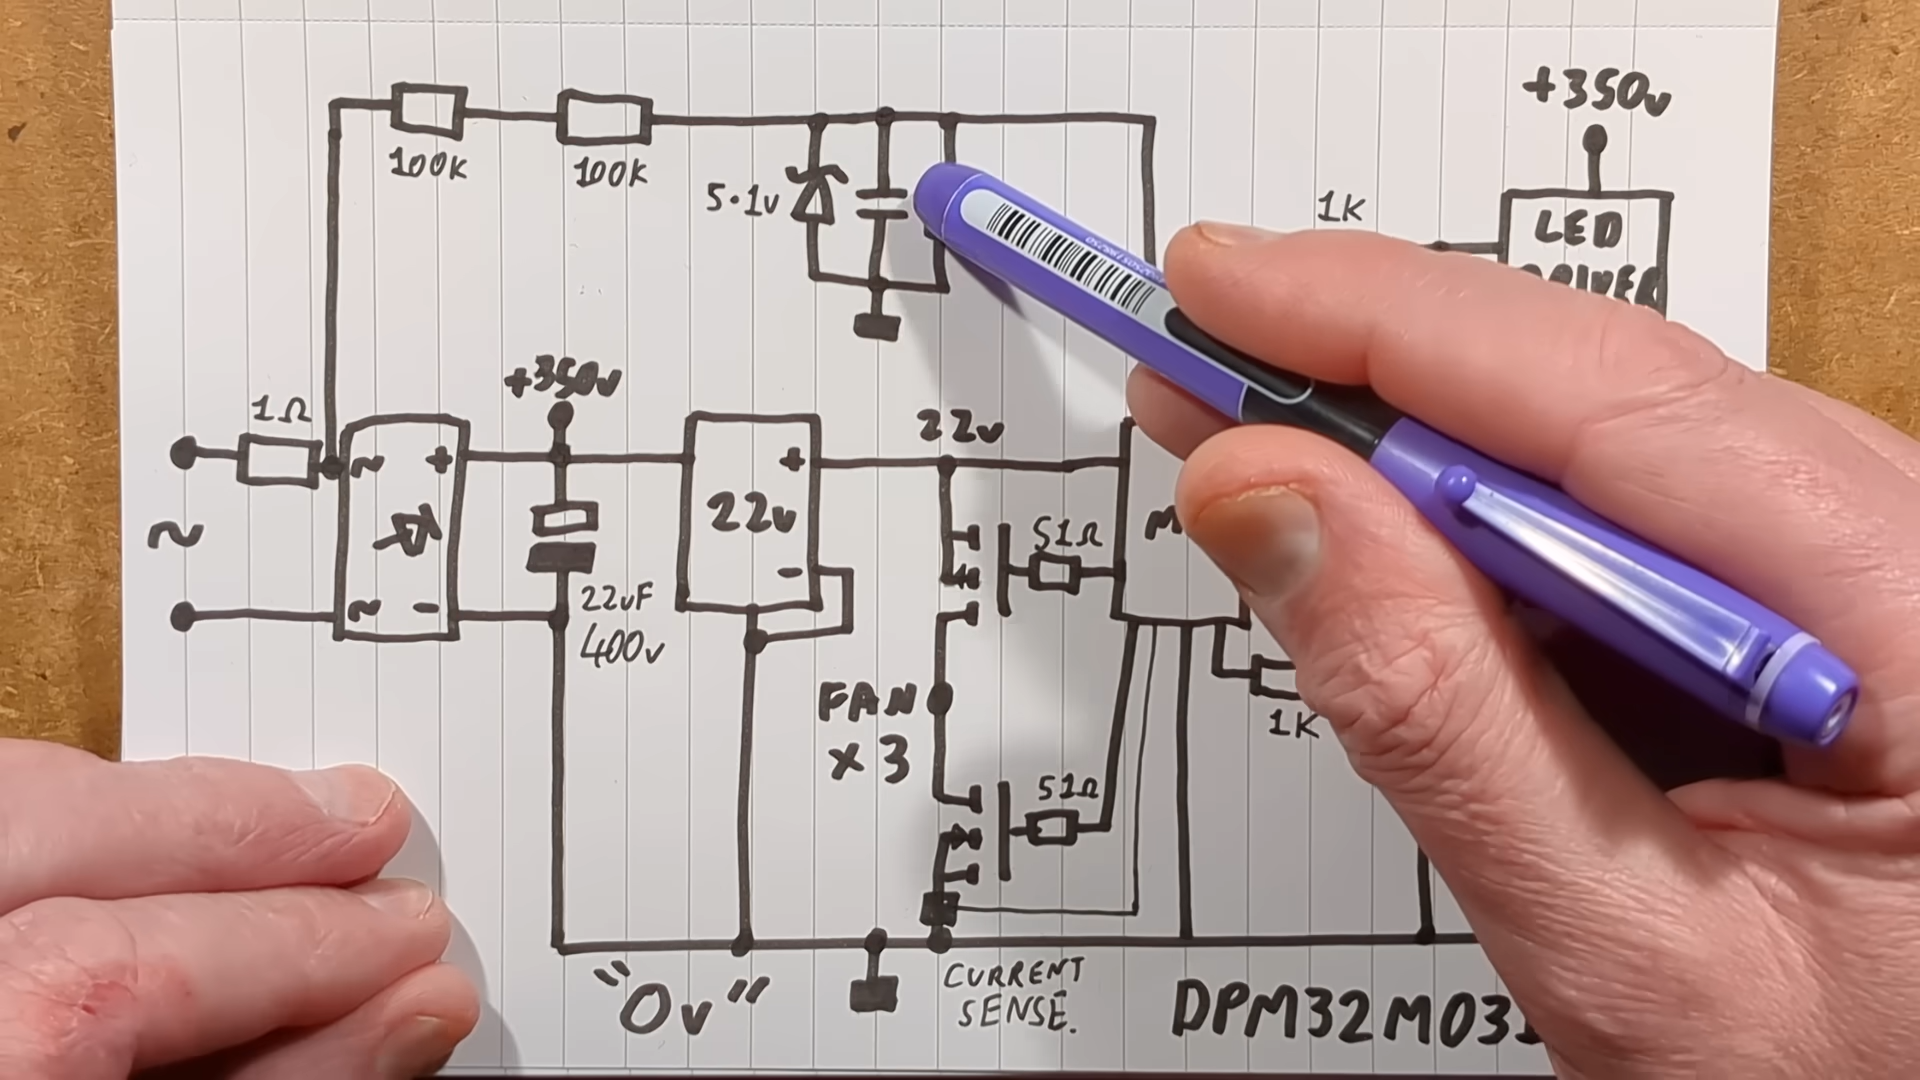 +350v
100K
100K
5.1v
1K
LED
DRIVER
+350v
1Ω
22v
~
+
+
~
22v
51Ω
~
-
-
22uF
400v
FAN
x3
1K
51Ω
"0v"
CURRENT
SENSE.